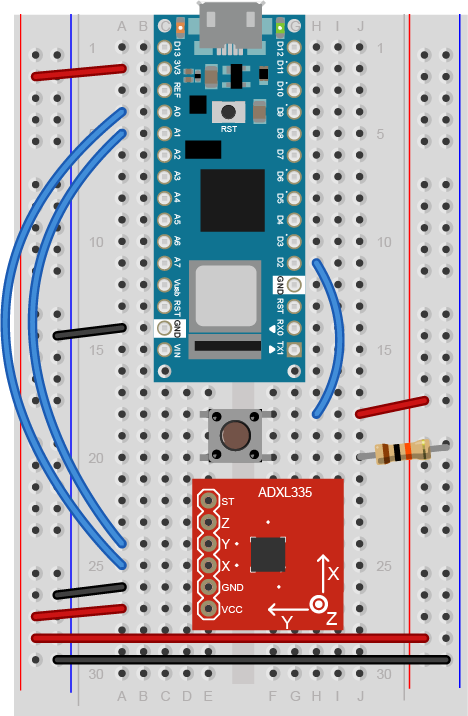 A B C D E F G H I J
1 1
5 5
10 10
15 15
20 20
25 25
30 30
A B C D E F G H I J
D13
3V3
REF
A0
A1
A2
A3
A4
A5
A6
A7
Vusb
RST
GND
VIN
D12
D11
D10
D9
D8
D7
D6
D5
D4
D3
D2
GND
RST
RX0
TX1
RST
ADXL335
ST
Z
Y
X
GND
VCC
X
Y
Z